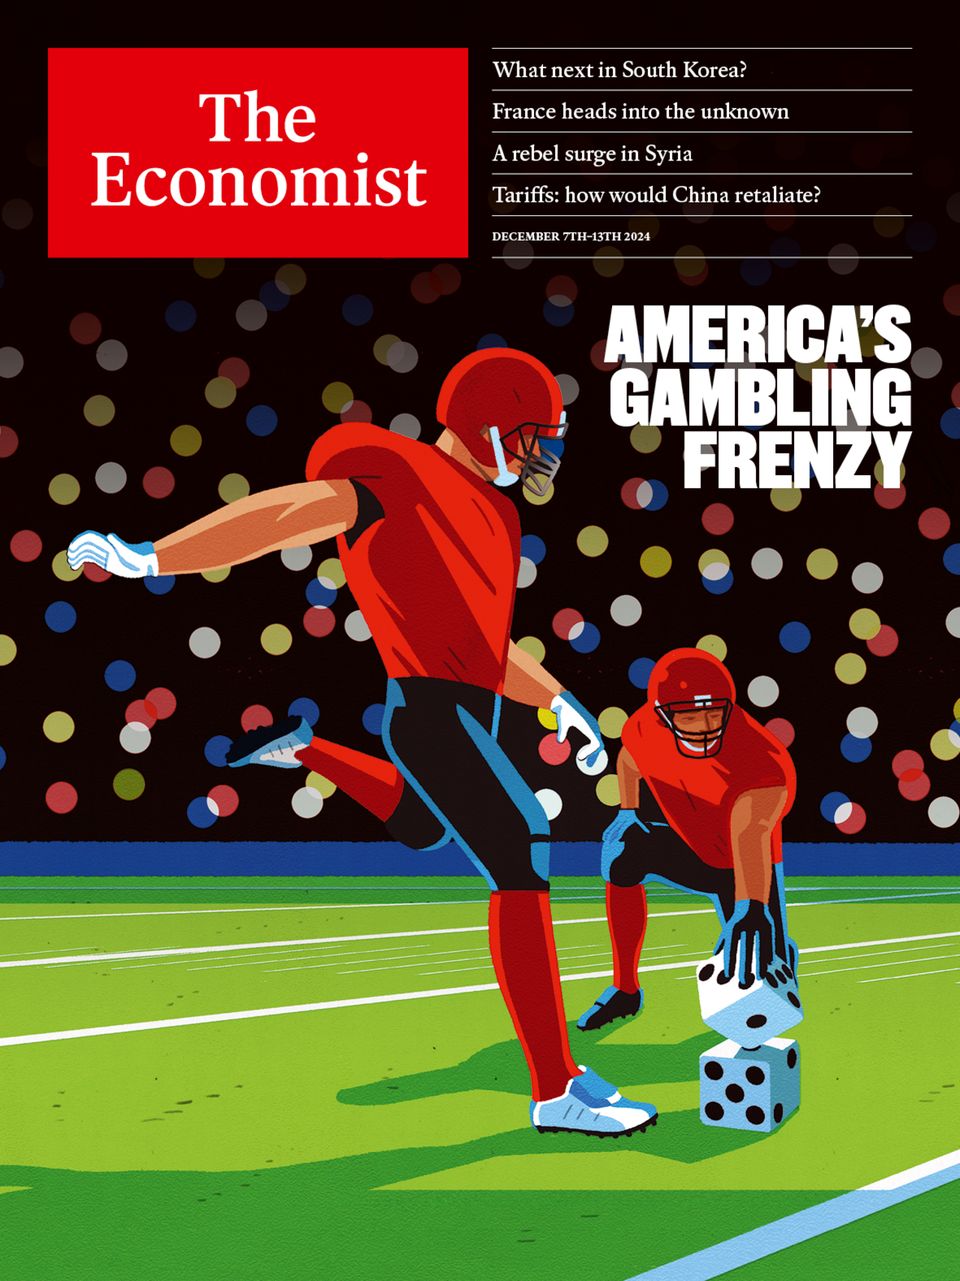 The
Economist
What next in South Korea?
France heads into the unknown
A rebel surge in Syria
Tariffs: how would China retaliate?
DECEMBER 7TH–13TH 2024
AMERICA’S
GAMBLING
FRENZY